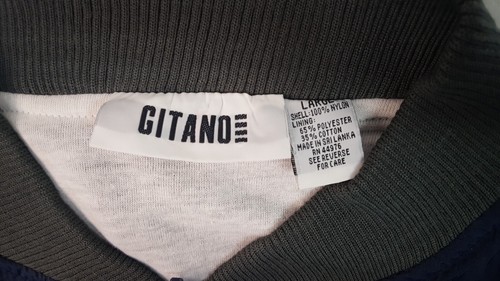 GITANO
LARGE
SHELL:100% NYLON
LINING:
65% POLYESTER
35% COTTON
MADE IN SRI LANKA
RN 44976
SEE REVERSE
FOR CARE